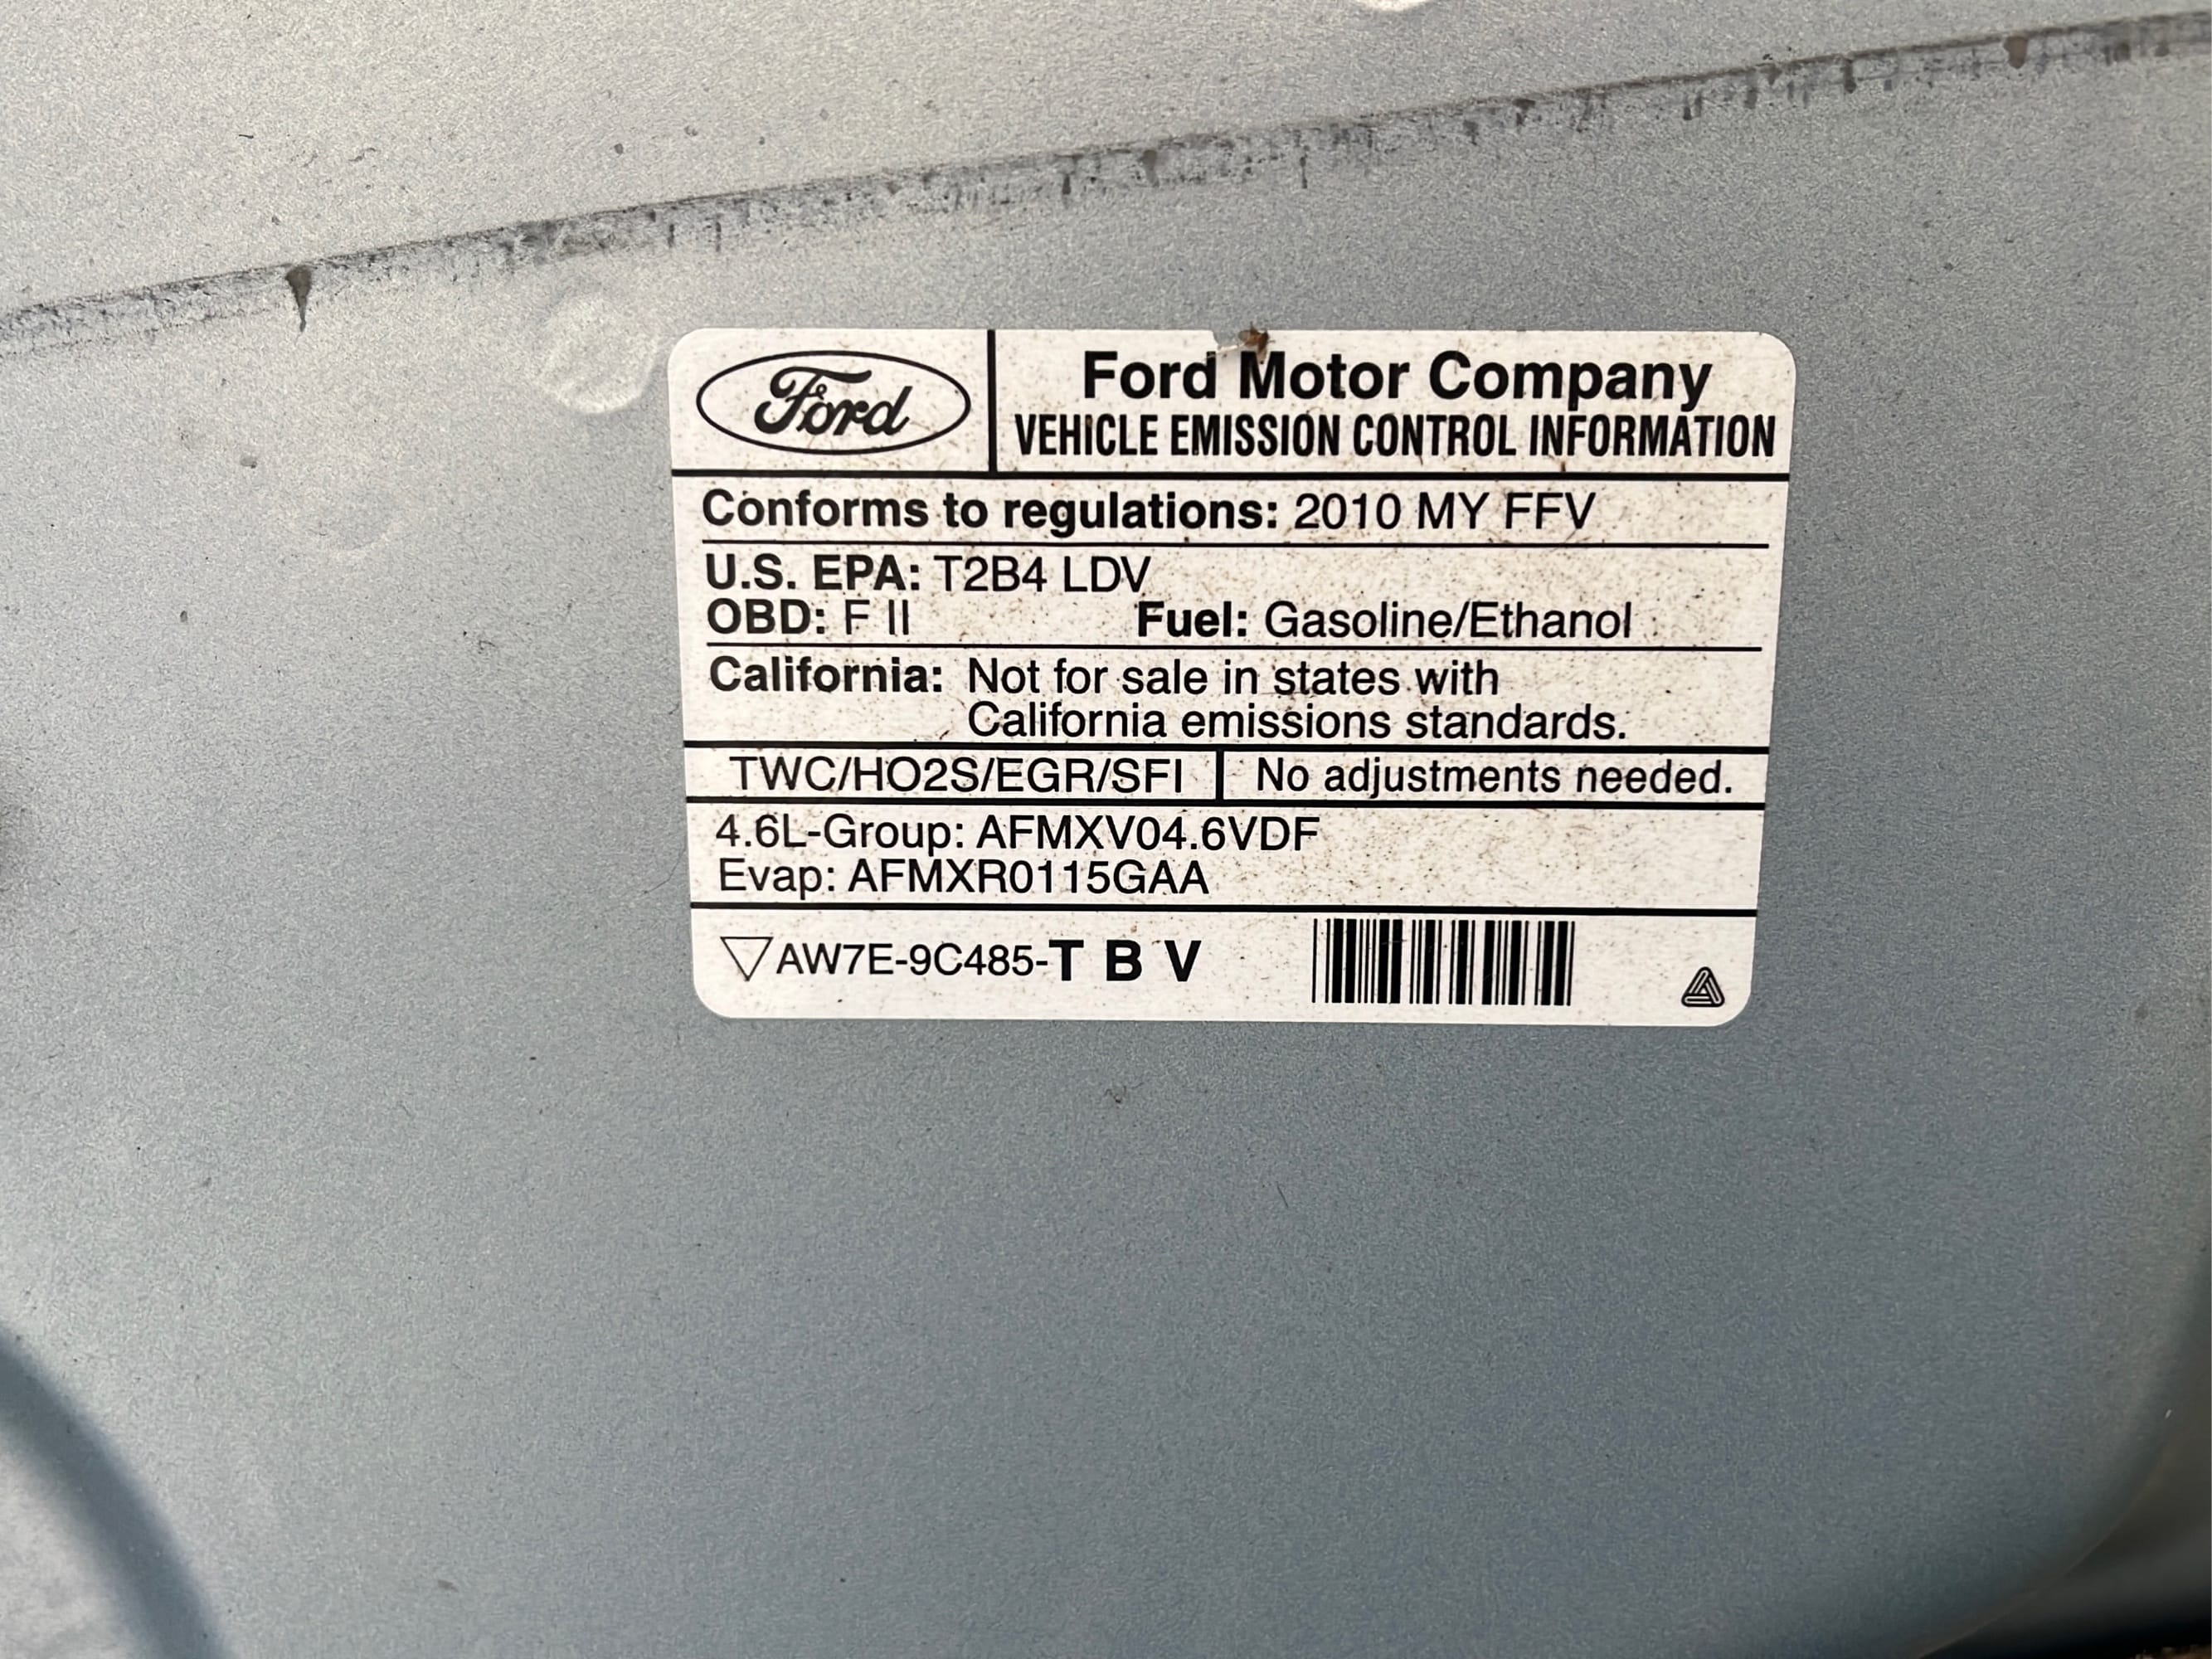 Ford
Ford Motor Company
VEHICLE EMISSION CONTROL INFORMATION
Conforms to regulations: 2010 MY FFV
U.S. EPA: T2B4 LDV
OBD: F II Fuel: Gasoline/Ethanol
California: Not for sale in states with
California emissions standards.
TWC/HO2S/EGR/SFI No adjustments needed.
4.6L-Group: AFMXV04.6VDF
Evap: AFMXR0115GAA
AW7E-9C485-T B V